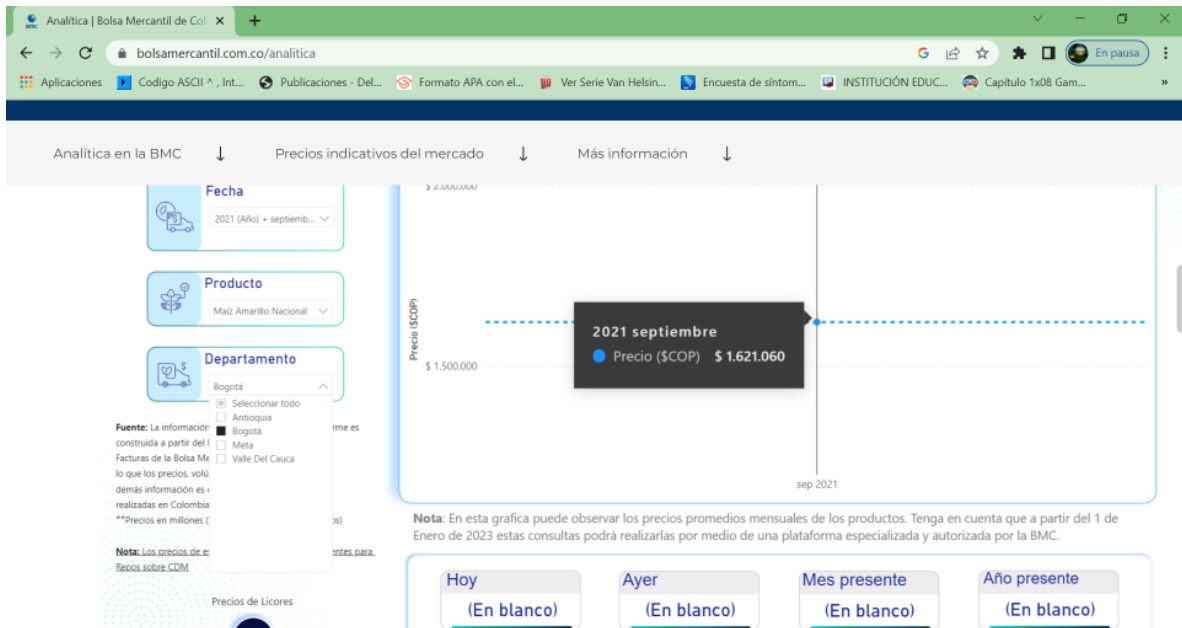 Analítica | Bolsa Mercantil de Col
bolsamercantil.com.co/analitica
En pausa
Aplicaciones
Codigo ASCII ^ , Int...
Publicaciones - Del...
Formato APA con el...
Ver Serie Van Helsin...
Encuesta de síntom...
INSTITUCIÓN EDUC...
Capítulo 1x08 Gam...
»
Analítica en la BMC ↓
Precios indicativos del mercado ↓
Más información ↓
Fecha
2021 (Año) + septiemb...
Producto
Maíz Amarillo Nacional
Departamento
Bogotá
Seleccionar todo
Antioquia
Bogotá
Meta
Valle Del Cauca
Fuente: La información
rme es
construida a partir del
Facturas de la Bolsa Me
lo que los precios, volú
demás información es
realizadas en Colombia
**Precios en millones (
os)
Nota: Los precios de e
entes para
Repos sobre CDM
Precios de Licores
$ 2.000.000
Precio ($COP)
$ 1.500.000
2021 septiembre
Precio ($COP) $ 1.621.060
sep 2021
Nota: En esta grafica puede observar los precios promedios mensuales de los productos. Tenga en cuenta que a partir del 1 de
Enero de 2023 estas consultas podrá realizarlas por medio de una plataforma especializada y autorizada por la BMC.
Hoy
(En blanco)
Ayer
(En blanco)
Mes presente
(En blanco)
Año presente
(En blanco)